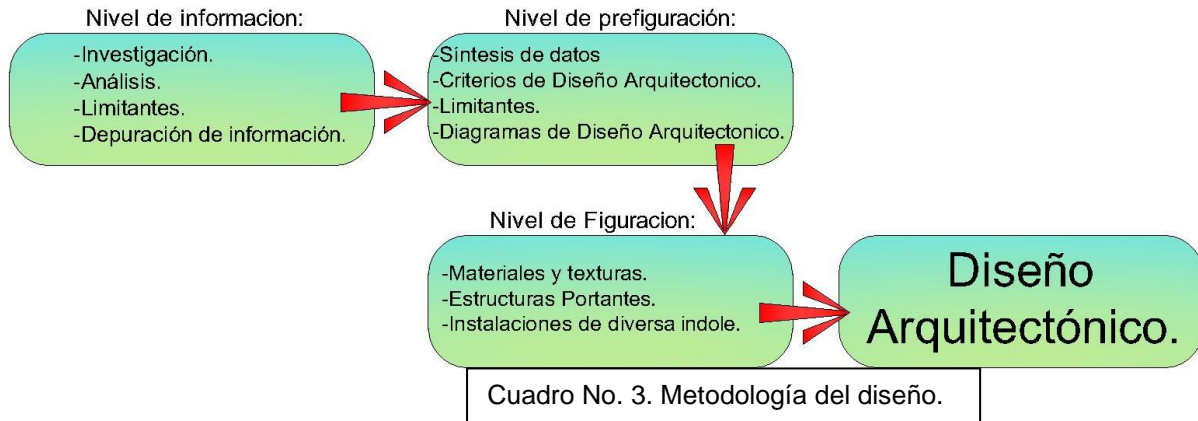 Nivel de informacion:
-Investigación.
-Análisis.
-Limitantes.
-Depuración de información.
Nivel de prefiguración:
-Síntesis de datos
-Criterios de Diseño Arquitectonico.
-Limitantes.
-Diagramas de Diseño Arquitectonico.
Nivel de Figuracion:
-Materiales y texturas.
-Estructuras Portantes.
-Instalaciones de diversa indole.
Diseño
Arquitectónico.
Cuadro No. 3. Metodología del diseño.